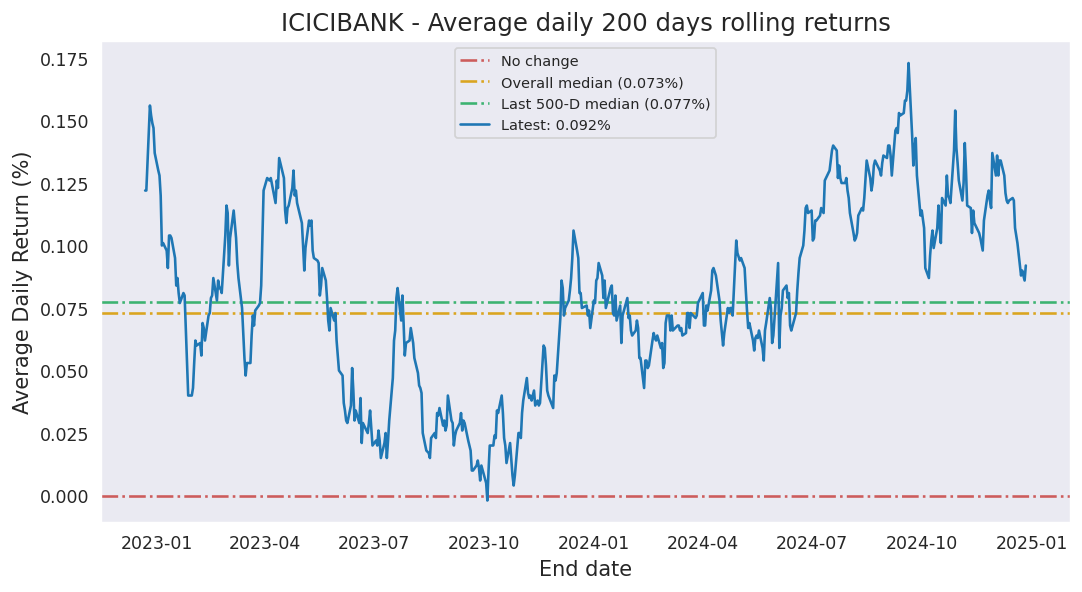 ICICIBANK - Average daily 200 days rolling returns
No change
Overall median (0.073%)
Last 500-D median (0.077%)
Latest: 0.092%
Average Daily Return (%)
0.175
0.150
0.125
0.100
0.075
0.050
0.025
0.000
2023-01 2023-04 2023-07 2023-10 2024-01 2024-04 2024-07 2024-10 2025-01
End date